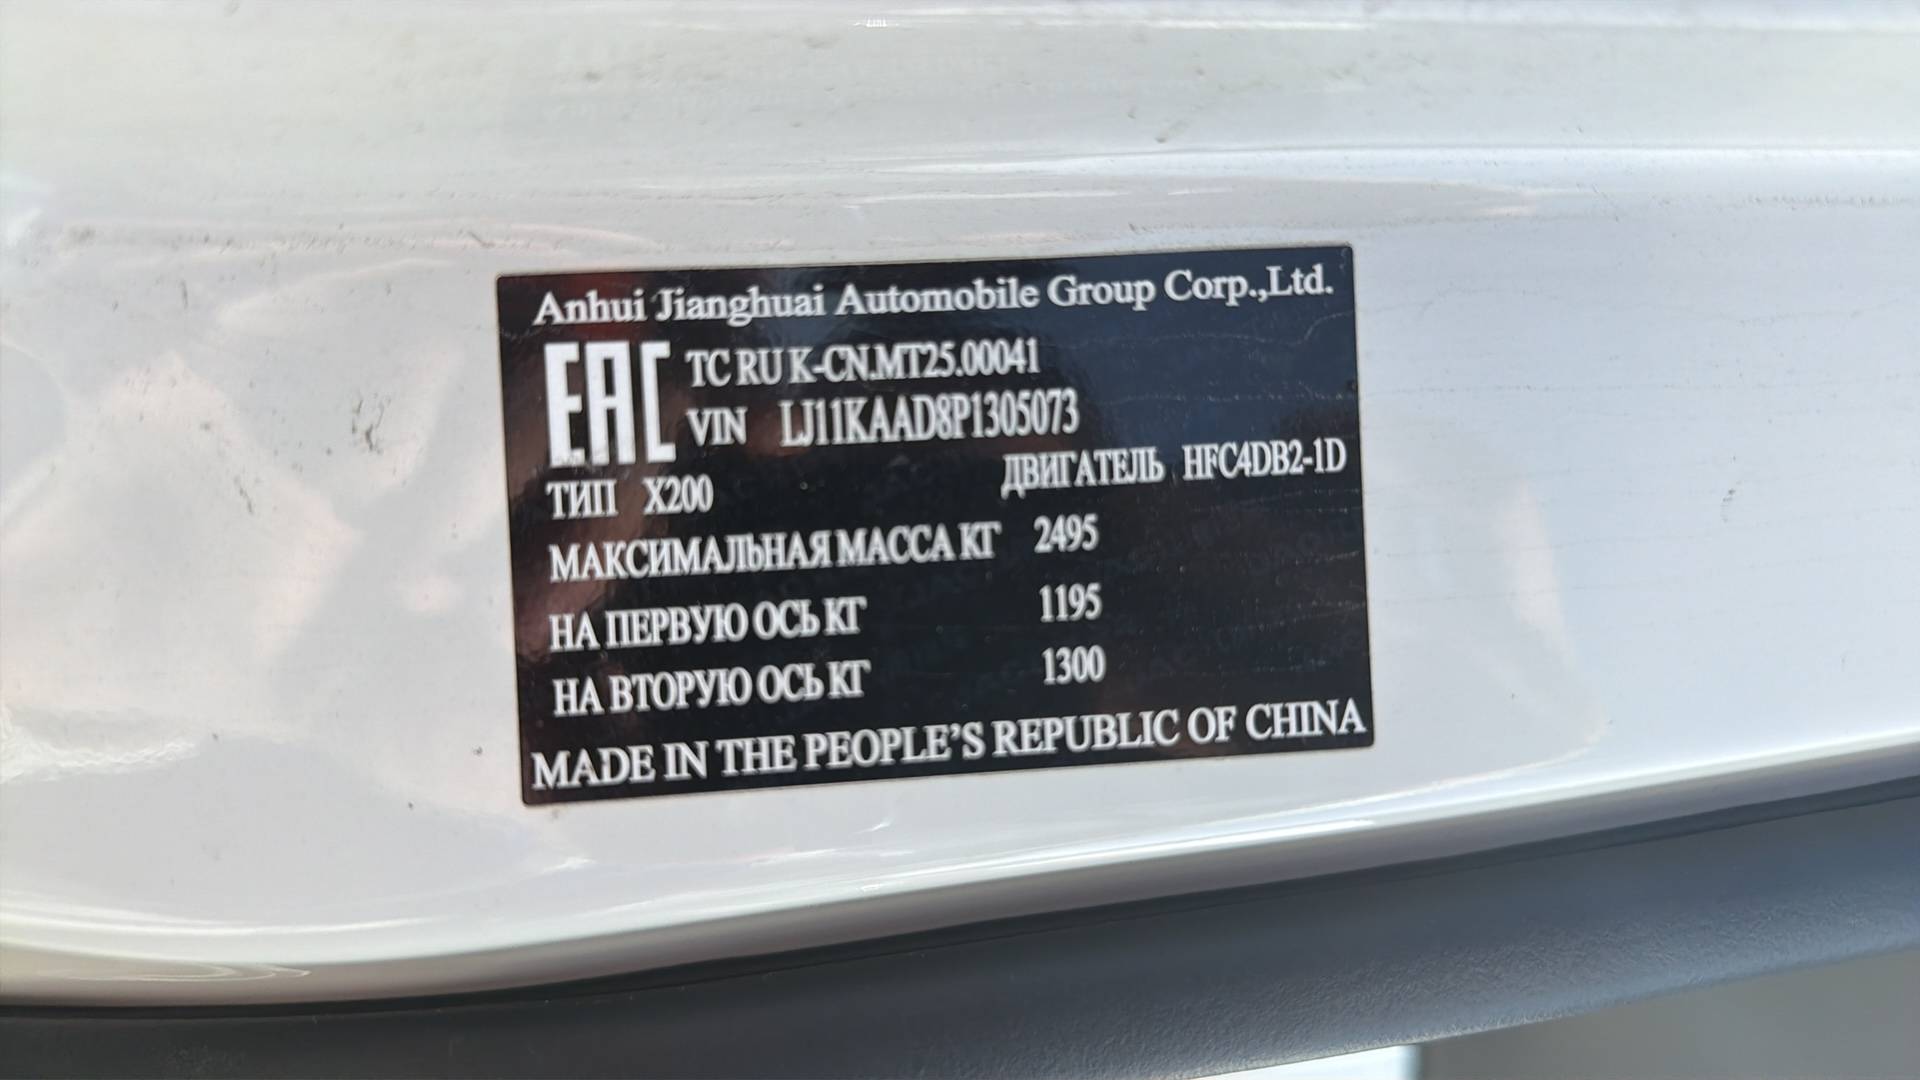 Anhui Jianghuai Automobile Group Corp.,Ltd.
EAC TC RU K-CN.MT25.00041
VIN LJ11KAAD8P1305073
ТИП X200 ДВИГАТЕЛЬ HFC4DB2-1D
МАКСИМАЛЬНАЯ МАССА КГ 2495
НА ПЕРВУЮ ОСЬ КГ 1195
НА ВТОРУЮ ОСЬ КГ 1300
MADE IN THE PEOPLE'S REPUBLIC OF CHINA